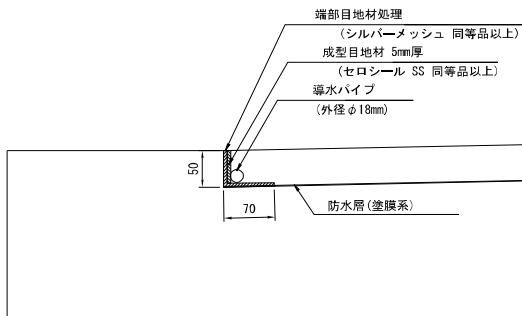 端部目地材処理
(シルバーメッシュ 同等品以上)
成型目地材 5mm厚
(セロシール SS 同等品以上)
導水パイプ
(外径φ18mm)
50
70
防水層(塗膜系)